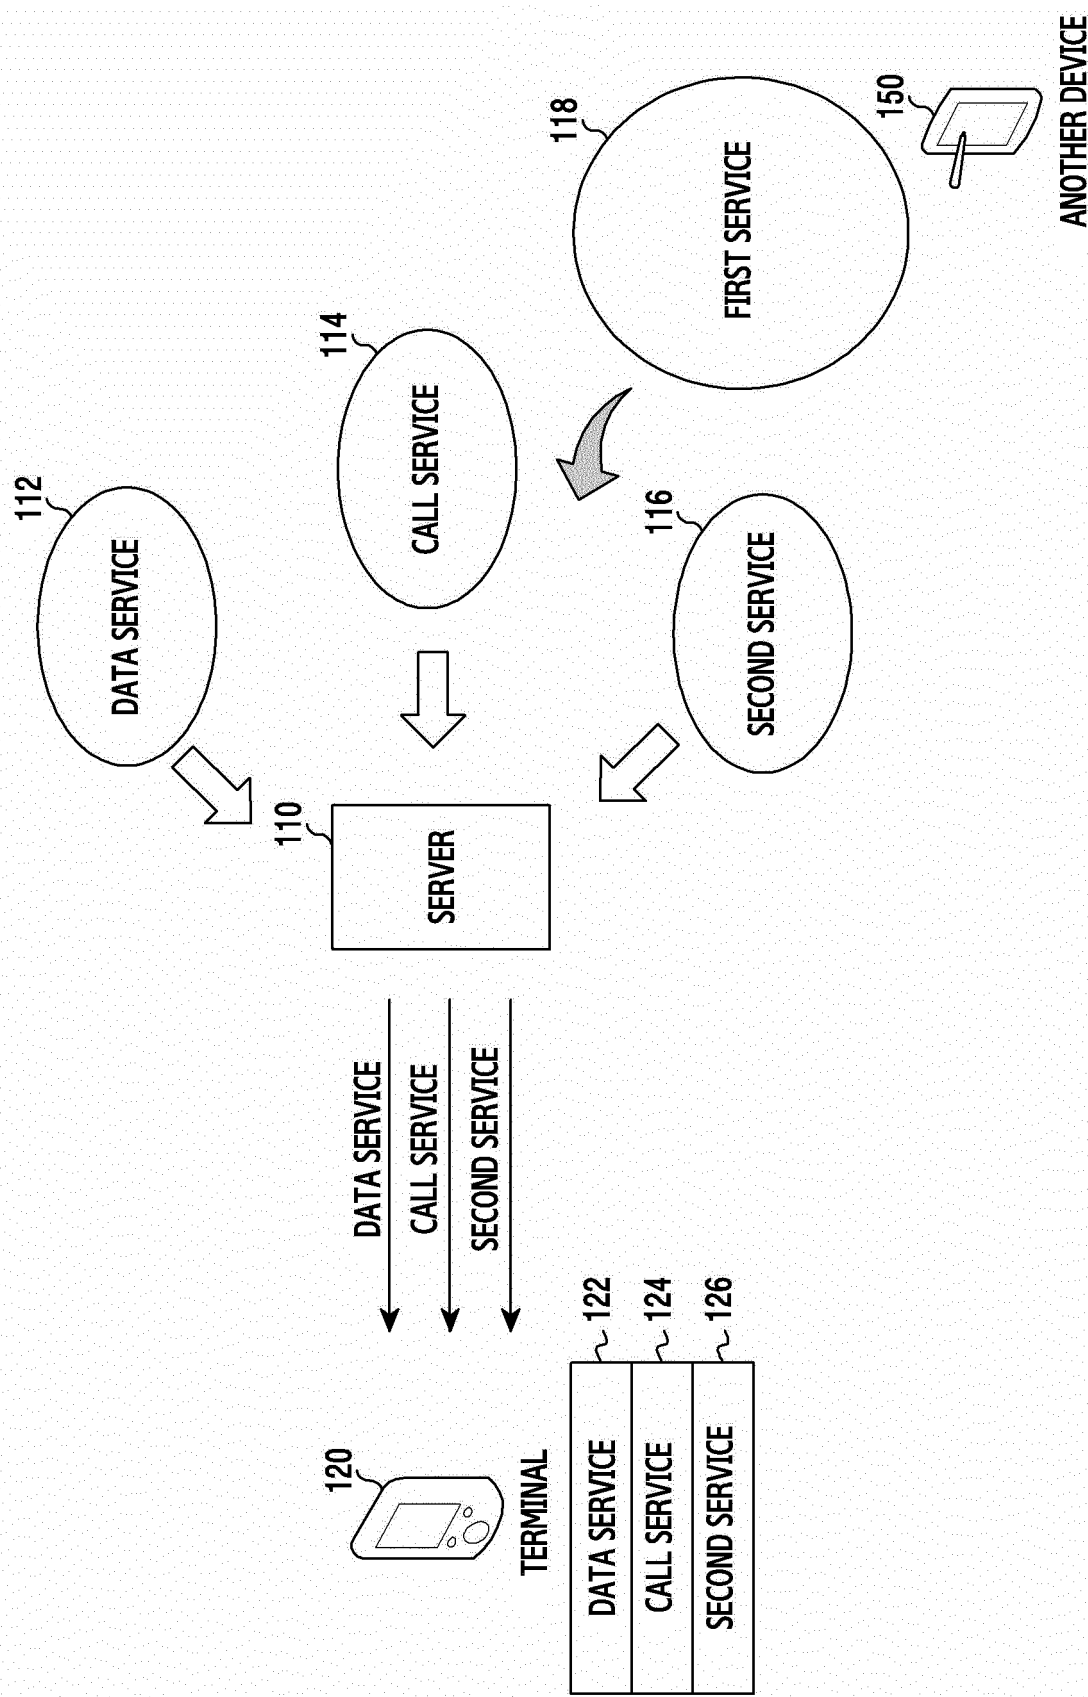 120
TERMINAL
DATA SERVICE
122
CALL SERVICE
124
SECOND SERVICE
126
DATA SERVICE
CALL SERVICE
SECOND SERVICE
110
SERVER
112
DATA SERVICE
114
CALL SERVICE
116
SECOND SERVICE
118
FIRST SERVICE
150
ANOTHER DEVICE